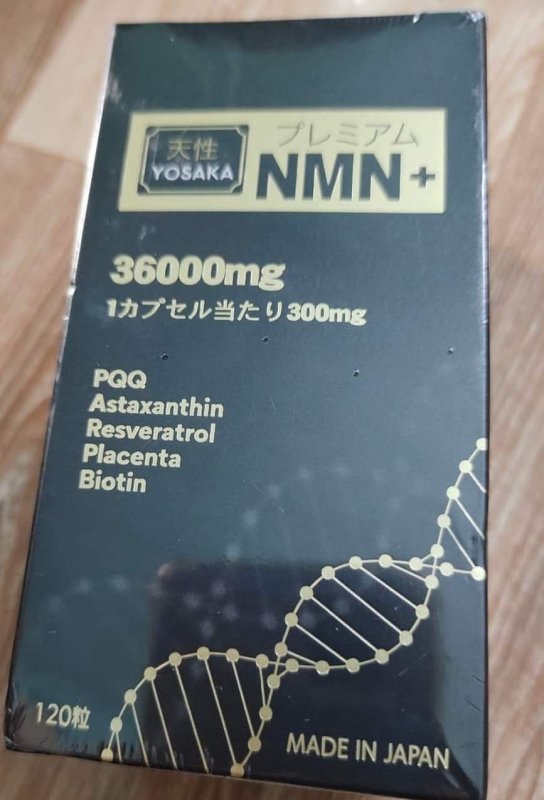 天性
YOSAKA
プレミアム
NMN+
36000mg
1カプセル当たり300mg
PQQ
Astaxanthin
Resveratrol
Placenta
Biotin
120粒
MADE IN JAPAN